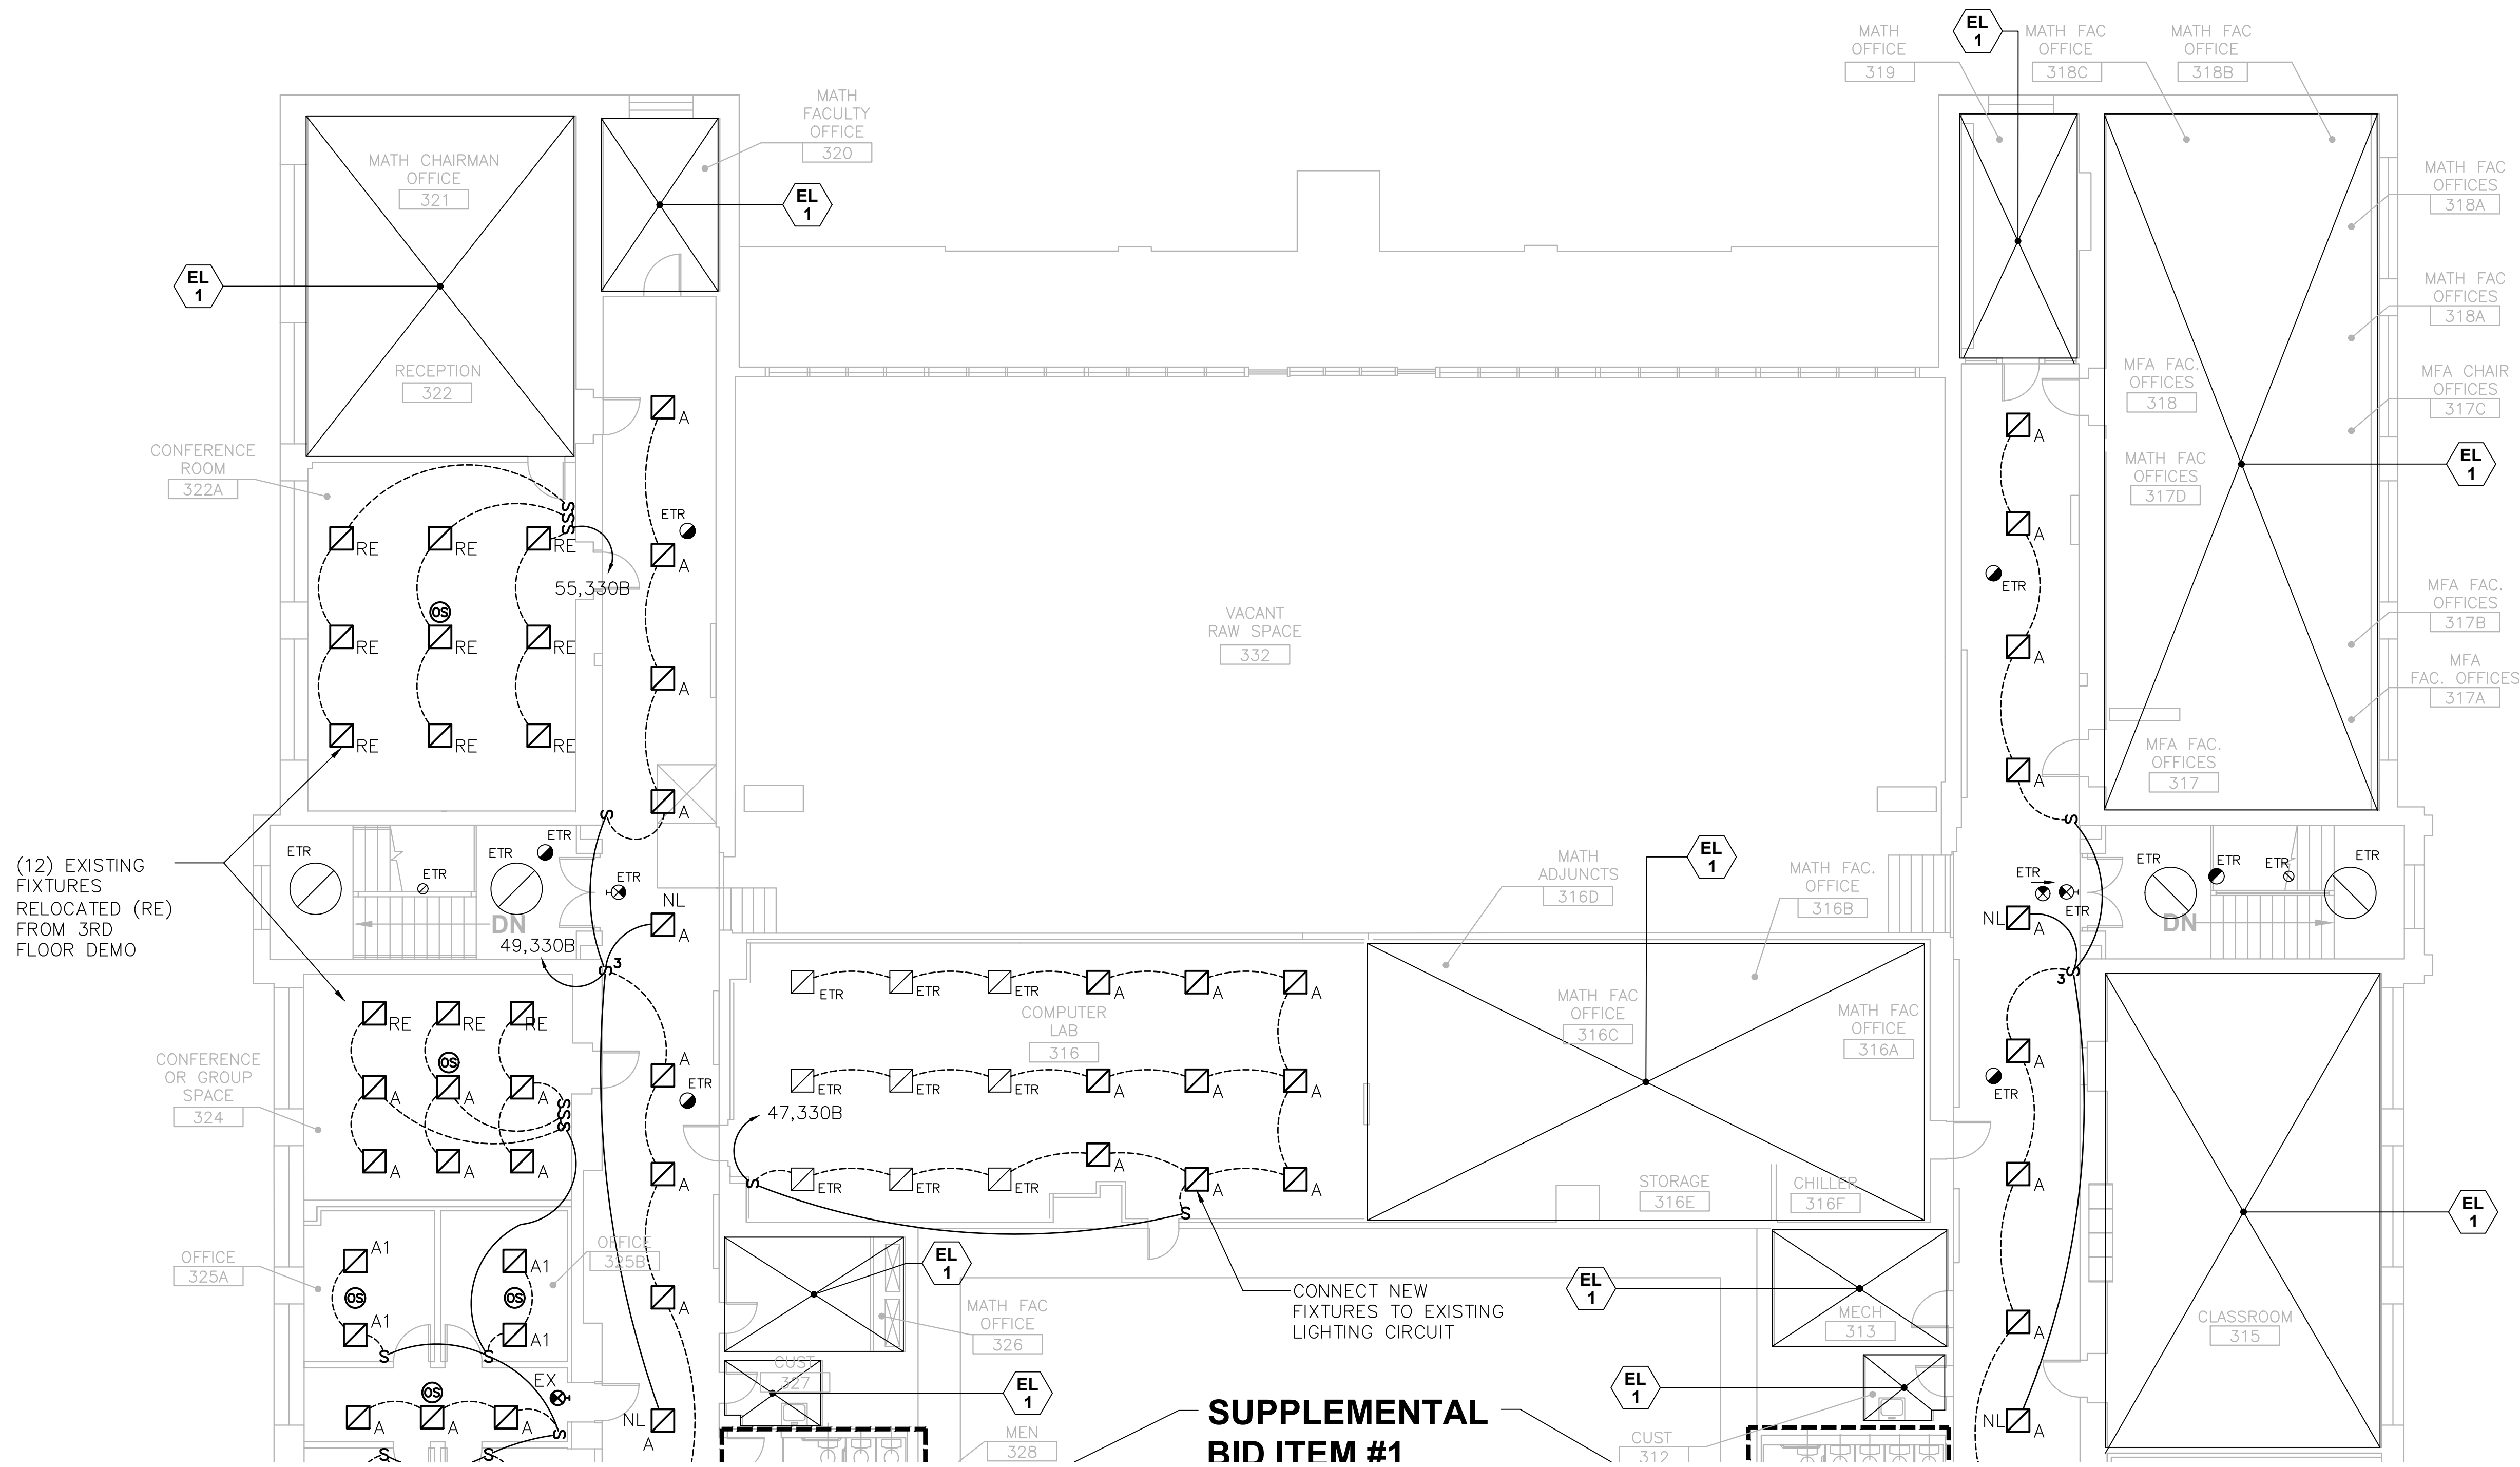 EL
1
MATH
OFFICE
319
MATH FAC
OFFICE
318C
MATH FAC
OFFICE
318B
MATH
FACULTY
OFFICE
320
MATH CHAIRMAN
OFFICE
321
EL
1
MATH FAC
OFFICES
318A
EL
1
MATH FAC
OFFICES
318A
RECEPTION
322
MFA FAC.
OFFICES
318
MFA CHAIR
OFFICES
317C
A
A
CONFERENCE
ROOM
322A
MATH FAC
OFFICES
317D
EL
1
SSS
ETR
RE
RE
RE
A
A
ETR
55,330B
OS
VACANT
RAW SPACE
332
MFA FAC.
OFFICES
317B
RE
RE
RE
A
A
MFA
FAC. OFFICES
317A
RE
RE
RE
MFA FAC.
OFFICES
317
A
A
S
S
(12) EXISTING
FIXTURES
RELOCATED (RE)
FROM 3RD
FLOOR DEMO
ETR
ETR
ETR
ETR
ETR
DN
49,330B
NL
A
S3
EL
1
MATH
ADJUNCTS
316D
MATH FAC.
OFFICE
316B
ETR
ETR
ETR
ETR
ETR
ETR
DN
NL
A
S
3
ETR
ETR
ETR
A
A
A
COMPUTER
LAB
316
MATH FAC
OFFICE
316C
MATH FAC
OFFICE
316A
RE
RE
RE
CONFERENCE
OR GROUP
SPACE
324
OS
A
A
A
SSS
A
ETR
ETR
ETR
ETR
A
A
A
A
ETR
47,330B
A
A
A
A
A
S
ETR
ETR
ETR
A
A
A
S
STORAGE
316E
CHILLER
316F
A
EL
1
OFFICE
325A
A1
OS
A1
S
OFFICE
325B
A1
OS
A1
S
A
EL
1
MATH FAC
OFFICE
326
CONNECT NEW
FIXTURES TO EXISTING
LIGHTING CIRCUIT
EL
1
MECH
313
A
CLASSROOM
315
CUST
327
EL
1
EL
1
OS
EX
A
A
A
S
NL
A
SUPPLEMENTAL
BID ITEM #1
MEN
328
CUST
312
NL
A
S
S